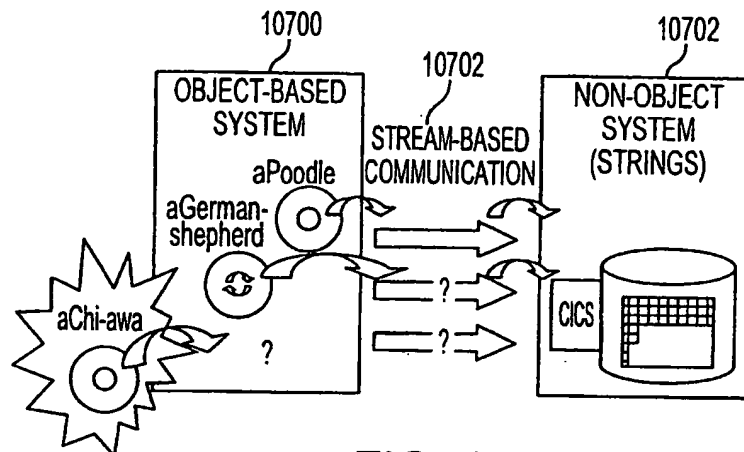 10700
10702
10702
OBJECT-BASED
SYSTEM
STREAM-BASED
COMMUNICATION
NON-OBJECT
SYSTEM
(STRINGS)
aPoodle
aGerman-
shepherd
aChi-awa
?
?
?
CICS